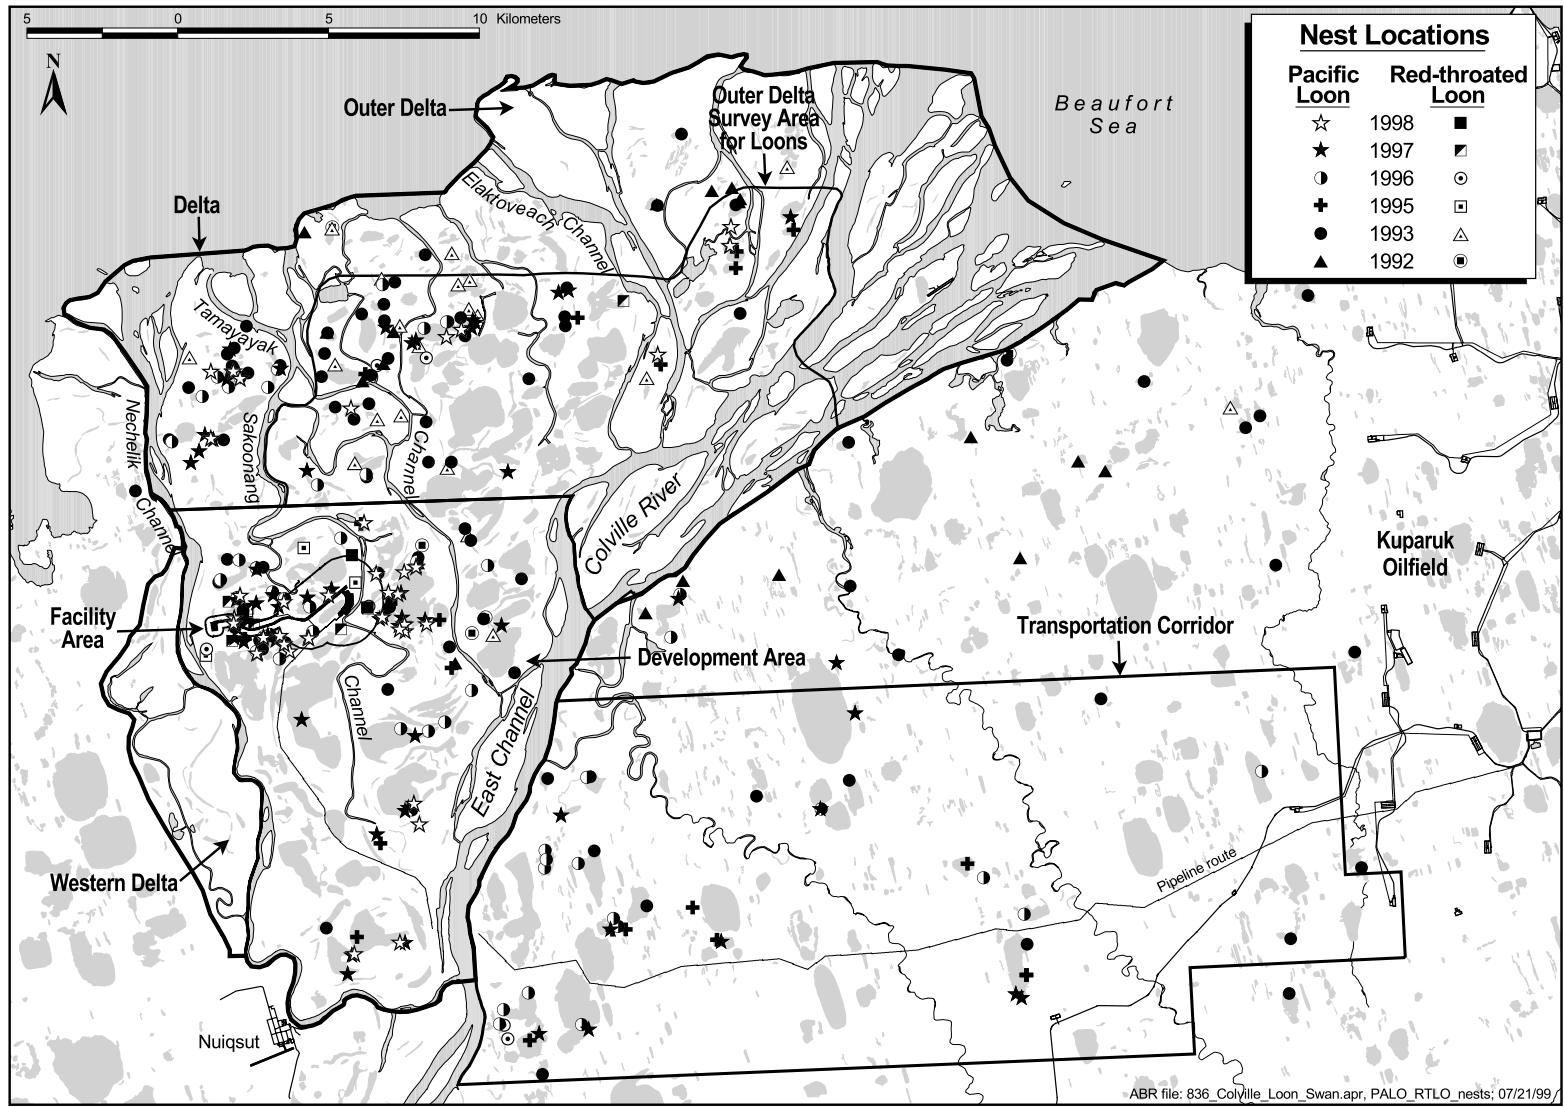 5 0 5 10 Kilometers
N
Nest Locations
Pacific Red-throated
Loon Loon
1998
1997
1996
1995
1993
1992
Outer Delta
Outer Delta
Survey Area
for Loons
Beaufort
Sea
Delta
Elaktoveach
Channel
Tamayayak
Channel
Nechelik
Channel
Sakoonang
Channel
Colville River
Kuparuk
Oilfield
Facility
Area
Transportation Corridor
Development Area
East Channel
Western Delta
Pipeline route
Nuiqsut
ABR file: 836_Colville_Loon_Swan.apr, PALO_RTLO_nests; 07/21/99